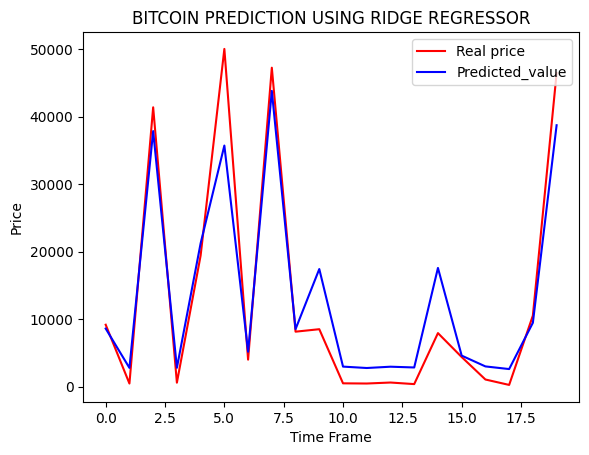 BITCOIN PREDICTION USING RIDGE REGRESSOR
Real price
Predicted_value
50000
40000
30000
20000
10000
0
Price
0.0 2.5 5.0 7.5 10.0 12.5 15.0 17.5
Time Frame